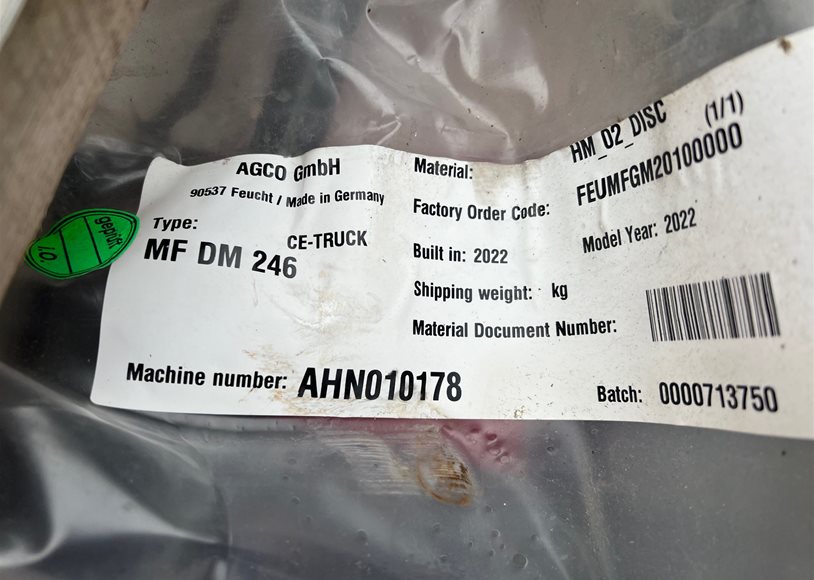 AGCO GmbH
90537 Feucht / Made in Germany
Type:
CE-TRUCK
MF DM 246
Machine number: AHN010178
Material: HM_02_DISC (1/1)
Factory Order Code: FEUMFGM20100000
Built in: 2022 Model Year: 2022
Shipping weight: kg
Material Document Number:
Batch: 0000713750
geprüft
i.O.